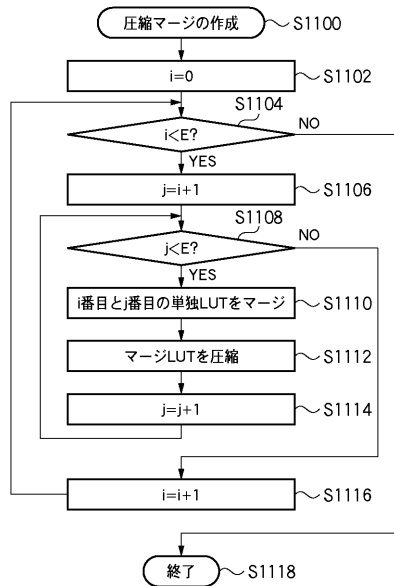 圧縮マージの作成 S1100
i=0 S1102
S1104
i<E? NO
YES
j=i+1 S1106
S1108
j<E? NO
YES
i番目とj番目の単独LUTをマージ S1110
マージLUTを圧縮 S1112
j=j+1 S1114
i=i+1 S1116
終了 S1118